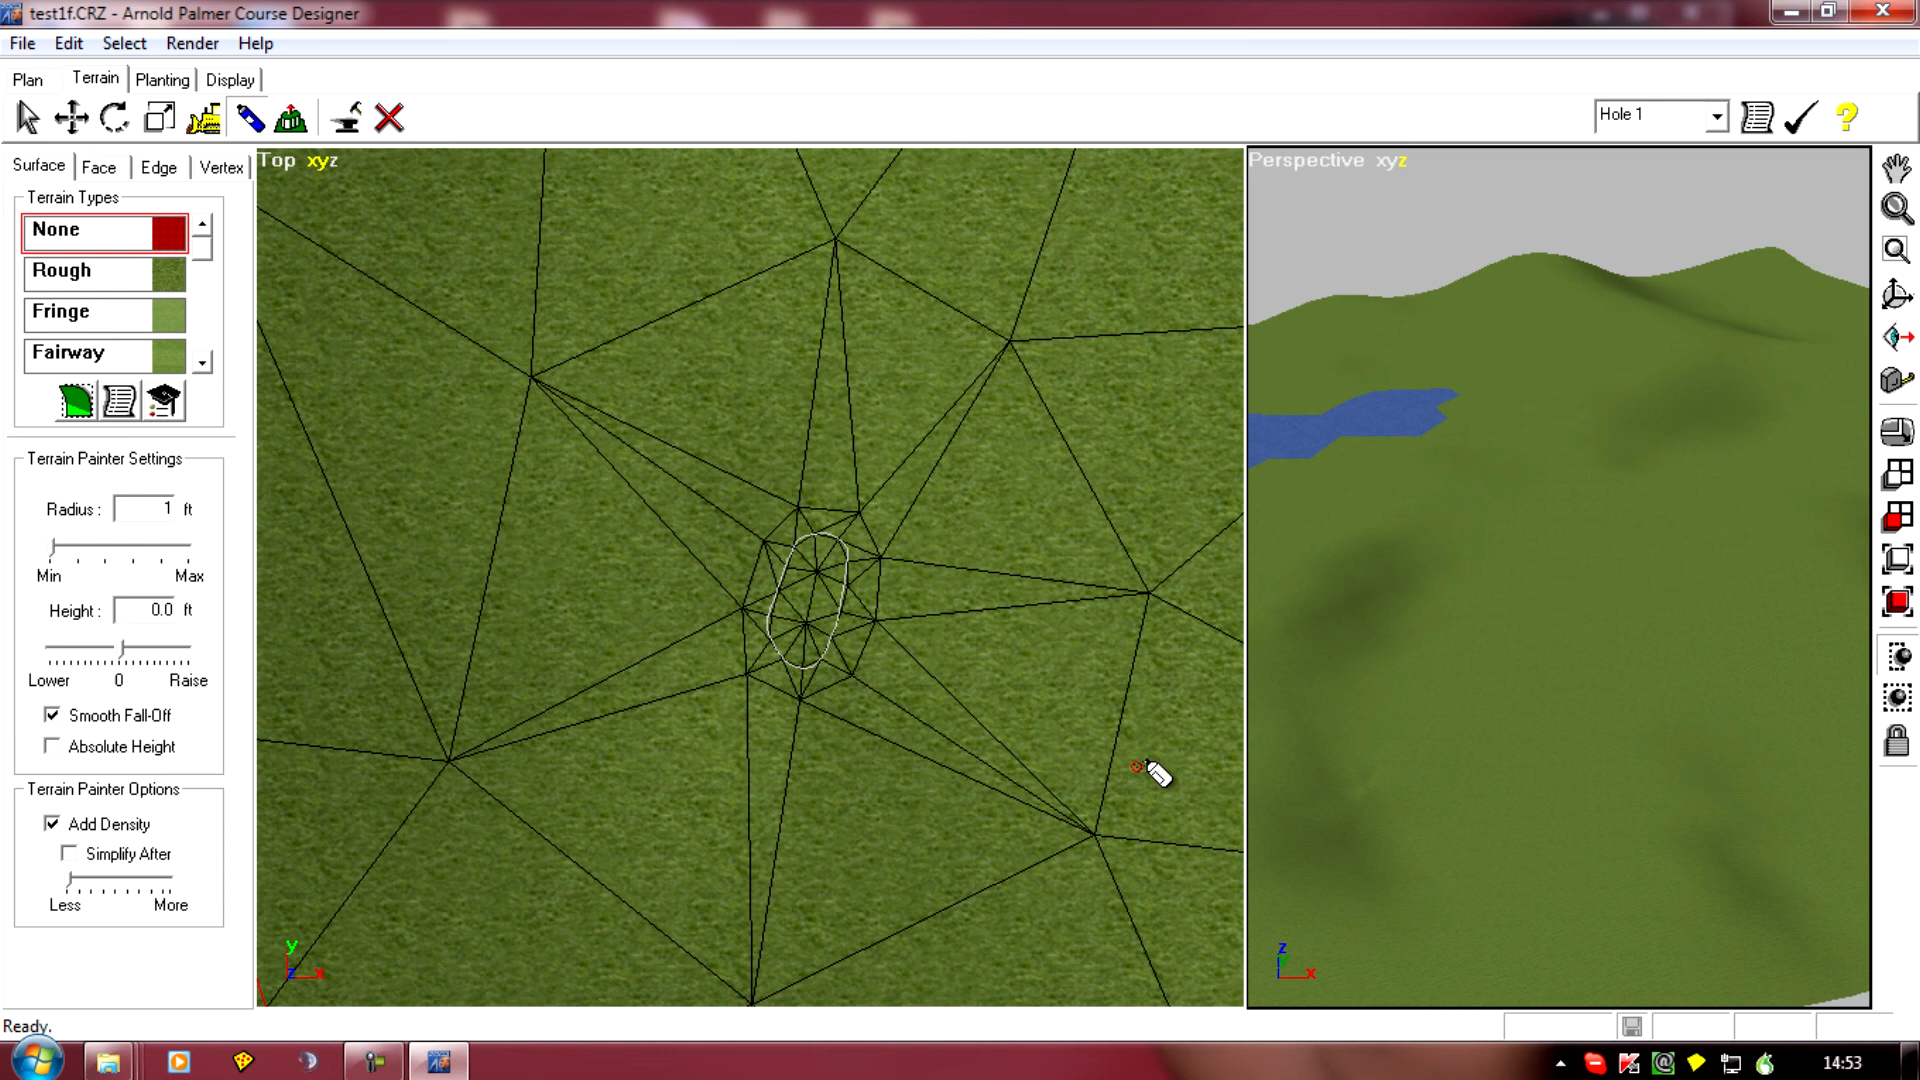 test1f.CRZ - Arnold Palmer Course Designer
File Edit Select Render Help
Plan Terrain Planting Display
Hole 1
Surface Face Edge Vertex
Top xyz
Perspective xyz
Terrain Types
None
Rough
Fringe
Fairway
Terrain Painter Settings
Radius : 1 ft
Min Max
Height : 0.0 ft
Lower 0 Raise
Smooth Fall-Off
Absolute Height
Terrain Painter Options
Add Density
Simplify After
Less More
y
z x
z
y
x
Ready.
14:53